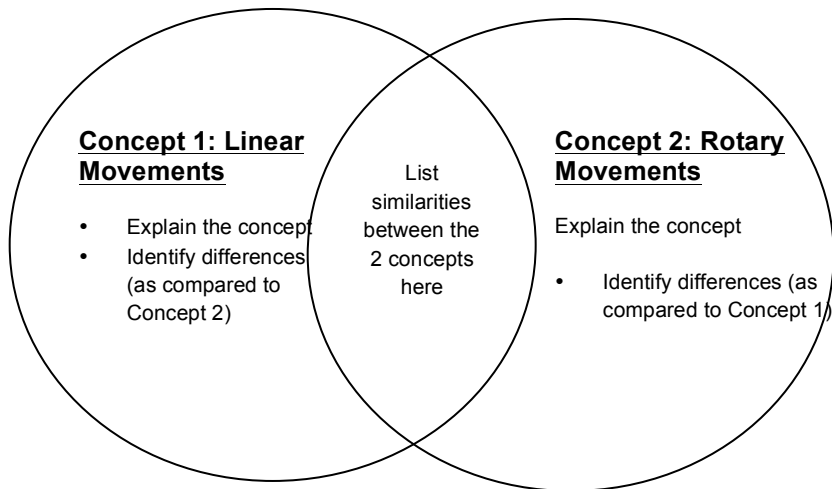 Concept 1: Linear
Movements
• Explain the concept
• Identify differences
(as compared to
Concept 2)
List
similarities
between the
2 concepts
here
Concept 2: Rotary
Movements
Explain the concept
• Identify differences (as
compared to Concept 1)